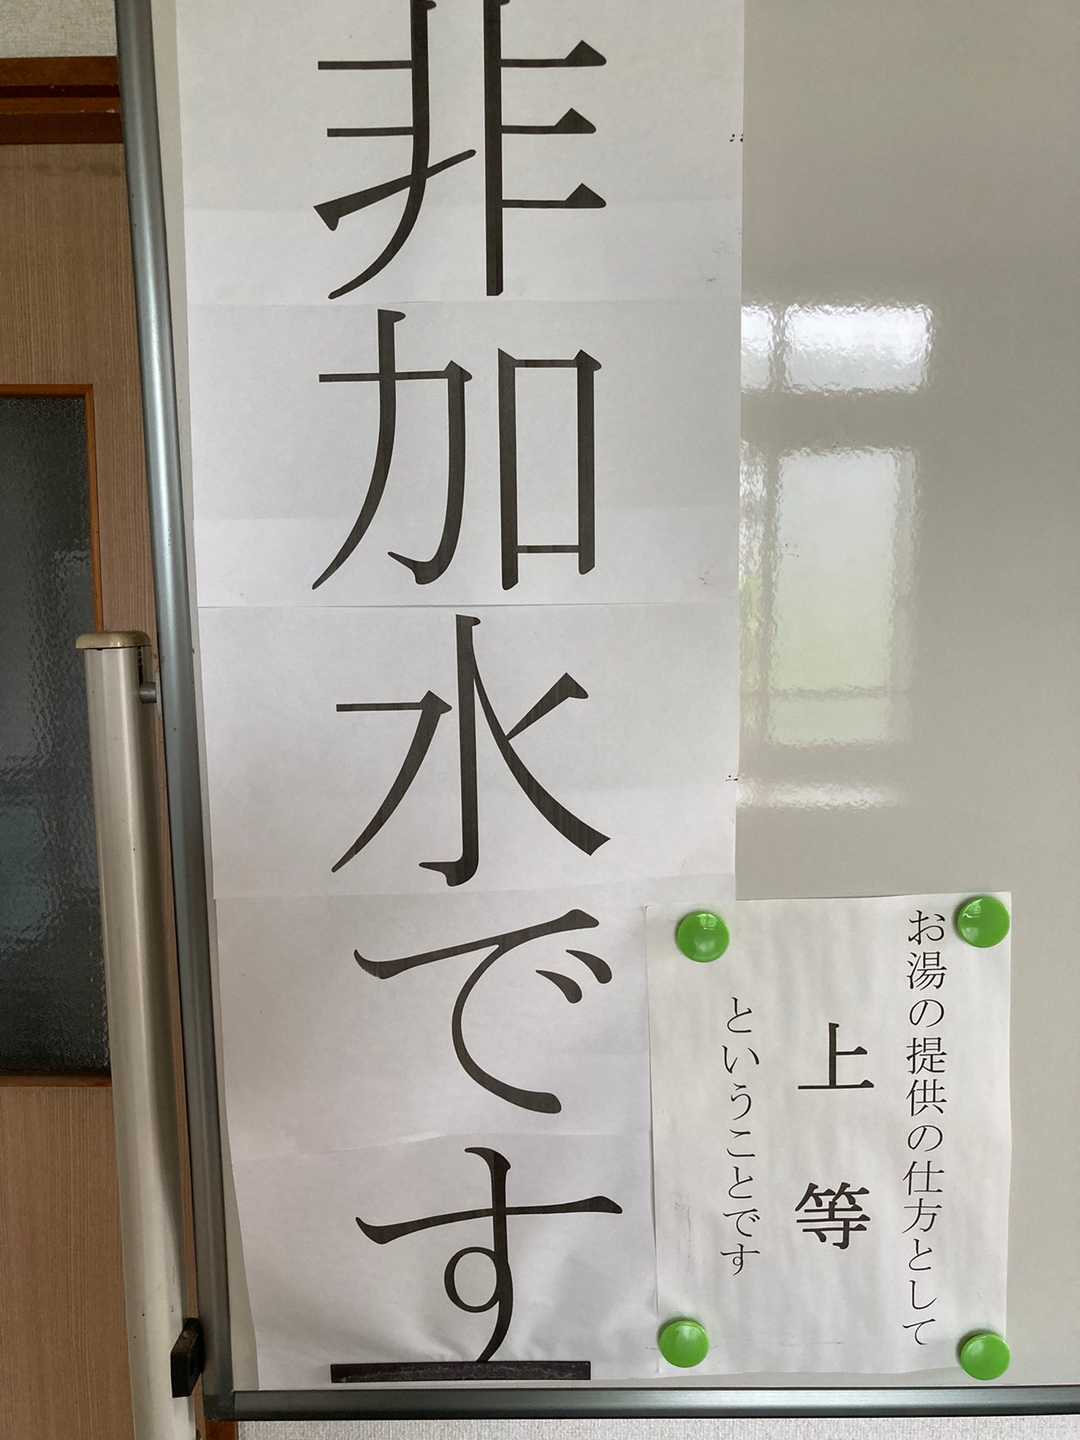 非加水です
お湯の提供の仕方として
上等
ということです